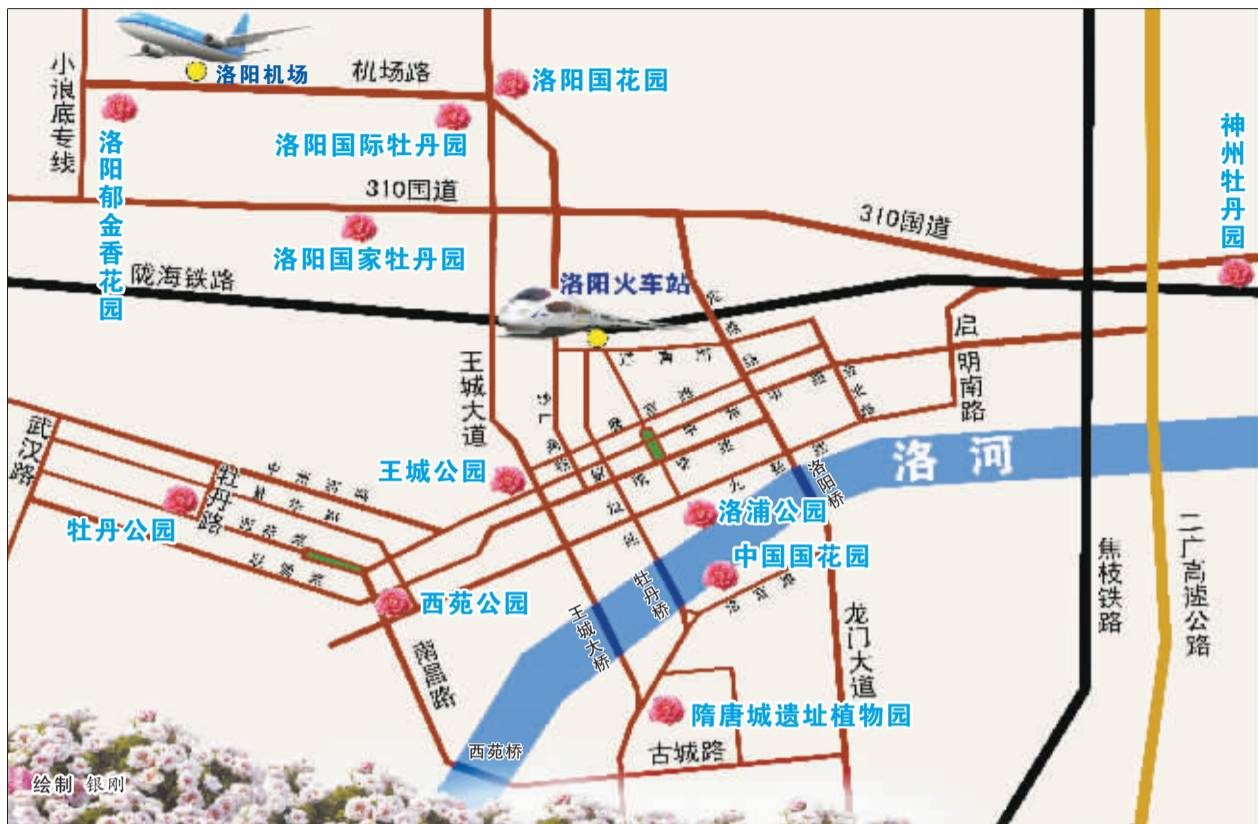 洛阳机场
机场路
洛阳国花园
小浪底专线
洛阳郁金香花园
洛阳国际牡丹园
神州牡丹园
310国道
310国道
洛阳国家牡丹园
陇海铁路
洛阳火车站
王城大道
启明南路
武汉路
牡丹路
王城公园
洛河
洛阳桥
牡丹公园
洛浦公园
中国国花园
西苑公园
牡丹桥
王城大桥
焦枝铁路
二广高速公路
南昌路
龙门大道
隋唐城遗址植物园
西苑桥
古城路
绘制 银刚